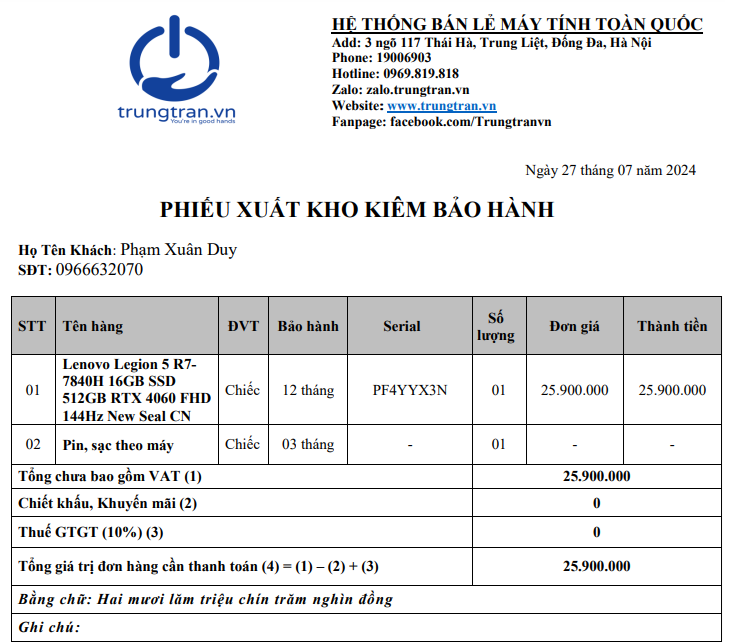 trungtran.vn
You're in good hands
HỆ THỐNG BÁN LẺ MÁY TÍNH TOÀN QUỐC
Add: 3 ngõ 117 Thái Hà, Trung Liệt, Đống Đa, Hà Nội
Phone: 19006903
Hotline: 0969.819.818
Zalo: zalo.trungtran.vn
Website: www.trungtran.vn
Fanpage: facebook.com/Trungtranvn
Ngày 27 tháng 07 năm 2024
PHIẾU XUẤT KHO KIÊM BẢO HÀNH
Họ Tên Khách: Phạm Xuân Duy
SĐT: 0966632070
STT Tên hàng ĐVT Bảo hành Serial Số lượng Đơn giá Thành tiền
01 Lenovo Legion 5 R7-
7840H 16GB SSD
512GB RTX 4060 FHD
144Hz New Seal CN Chiếc 12 tháng PF4YYX3N 01 25.900.000 25.900.000
02 Pin, sạc theo máy Chiếc 03 tháng - 01 - -
Tổng chưa bao gồm VAT (1) 25.900.000
Chiết khấu, Khuyến mãi (2) 0
Thuế GTGT (10%) (3) 0
Tổng giá trị đơn hàng cần thanh toán (4) = (1) – (2) + (3) 25.900.000
Bằng chữ: Hai mươi lăm triệu chín trăm nghìn đồng
Ghi chú: